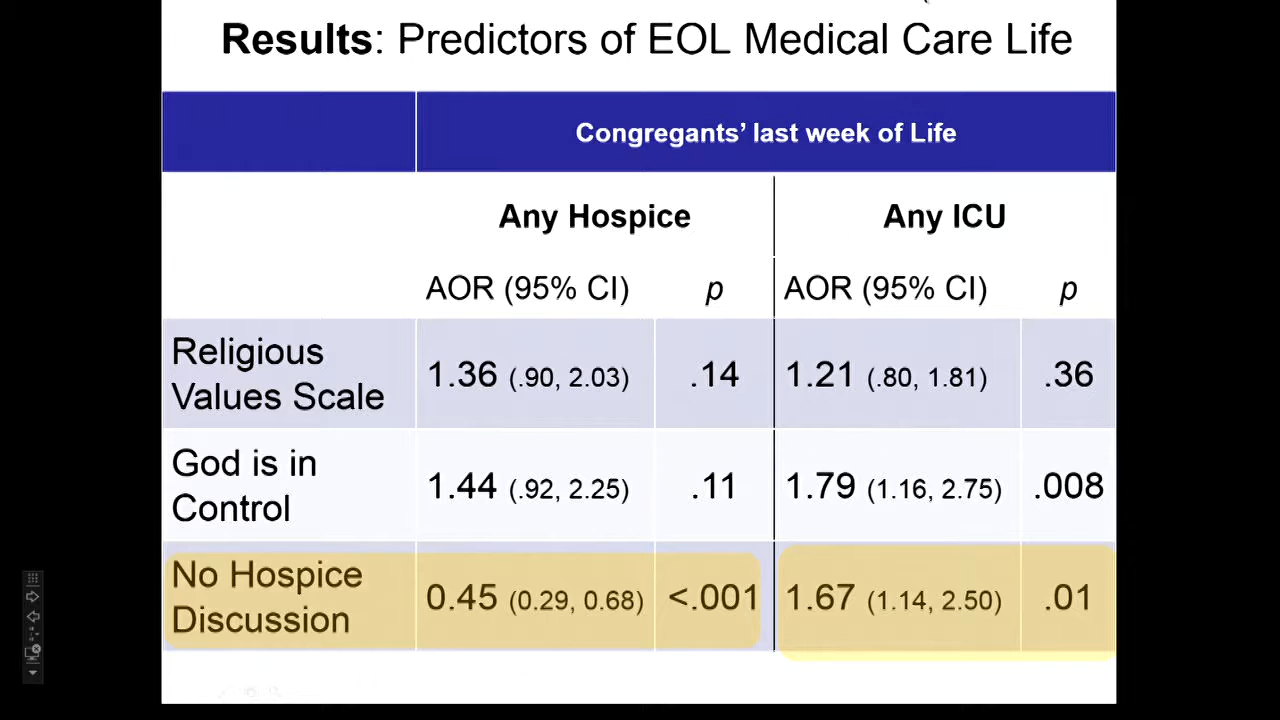 Results: Predictors of EOL Medical Care Life
Congregants’ last week of Life
Any Hospice Any ICU
AOR (95% CI) p AOR (95% CI) p
Religious
Values Scale
1.36 (.90, 2.03) .14 1.21 (.80, 1.81) .36
God is in
Control
1.44 (.92, 2.25) .11 1.79 (1.16, 2.75) .008
No Hospice
Discussion
0.45 (0.29, 0.68) <.001 1.67 (1.14, 2.50) .01